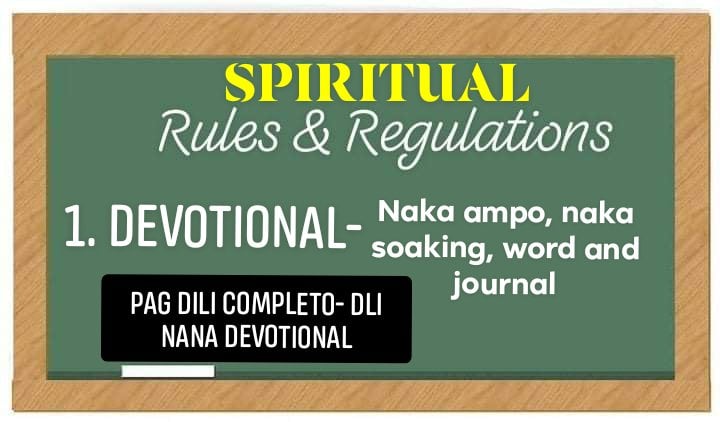 SPIRITUAL
Rules & Regulations
1. DEVOTIONAL-
Naka ampo, naka
soaking, word and
journal
PAG DILI COMPLETO- DLI
NANA DEVOTIONAL